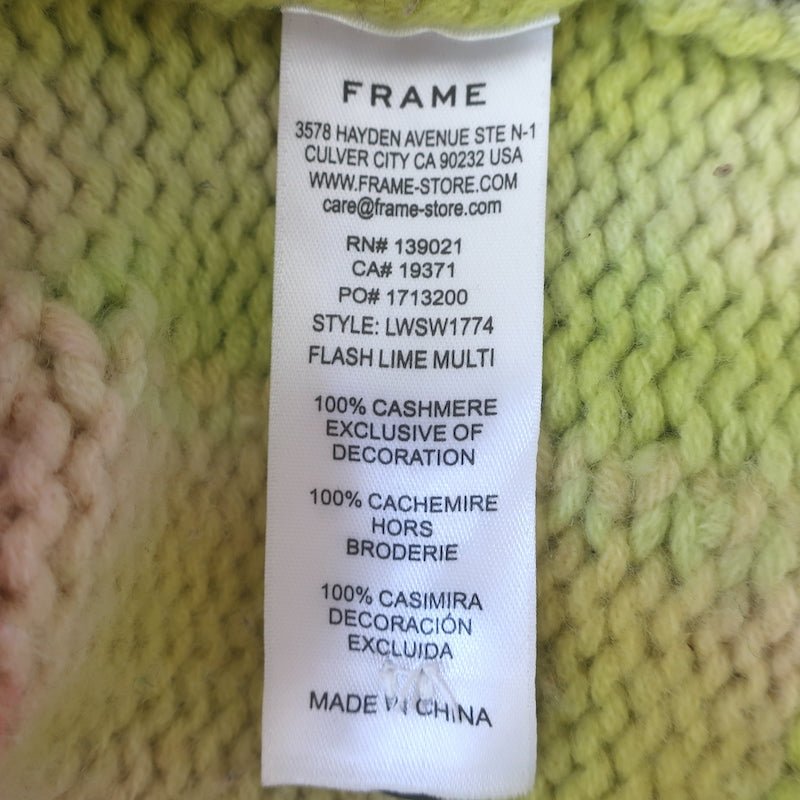 FRAME
3578 HAYDEN AVENUE STE N-1
CULVER CITY CA 90232 USA
WWW.FRAME-STORE.COM
care@frame-store.com
RN# 139021
CA# 19371
PO# 1713200
STYLE: LWSW1774
FLASH LIME MULTI
100% CASHMERE
EXCLUSIVE OF
DECORATION
100% CACHEMIRE
HORS
BRODERIE
100% CASIMIRA
DECORACIÓN
EXCLUIDA
MADE IN CHINA